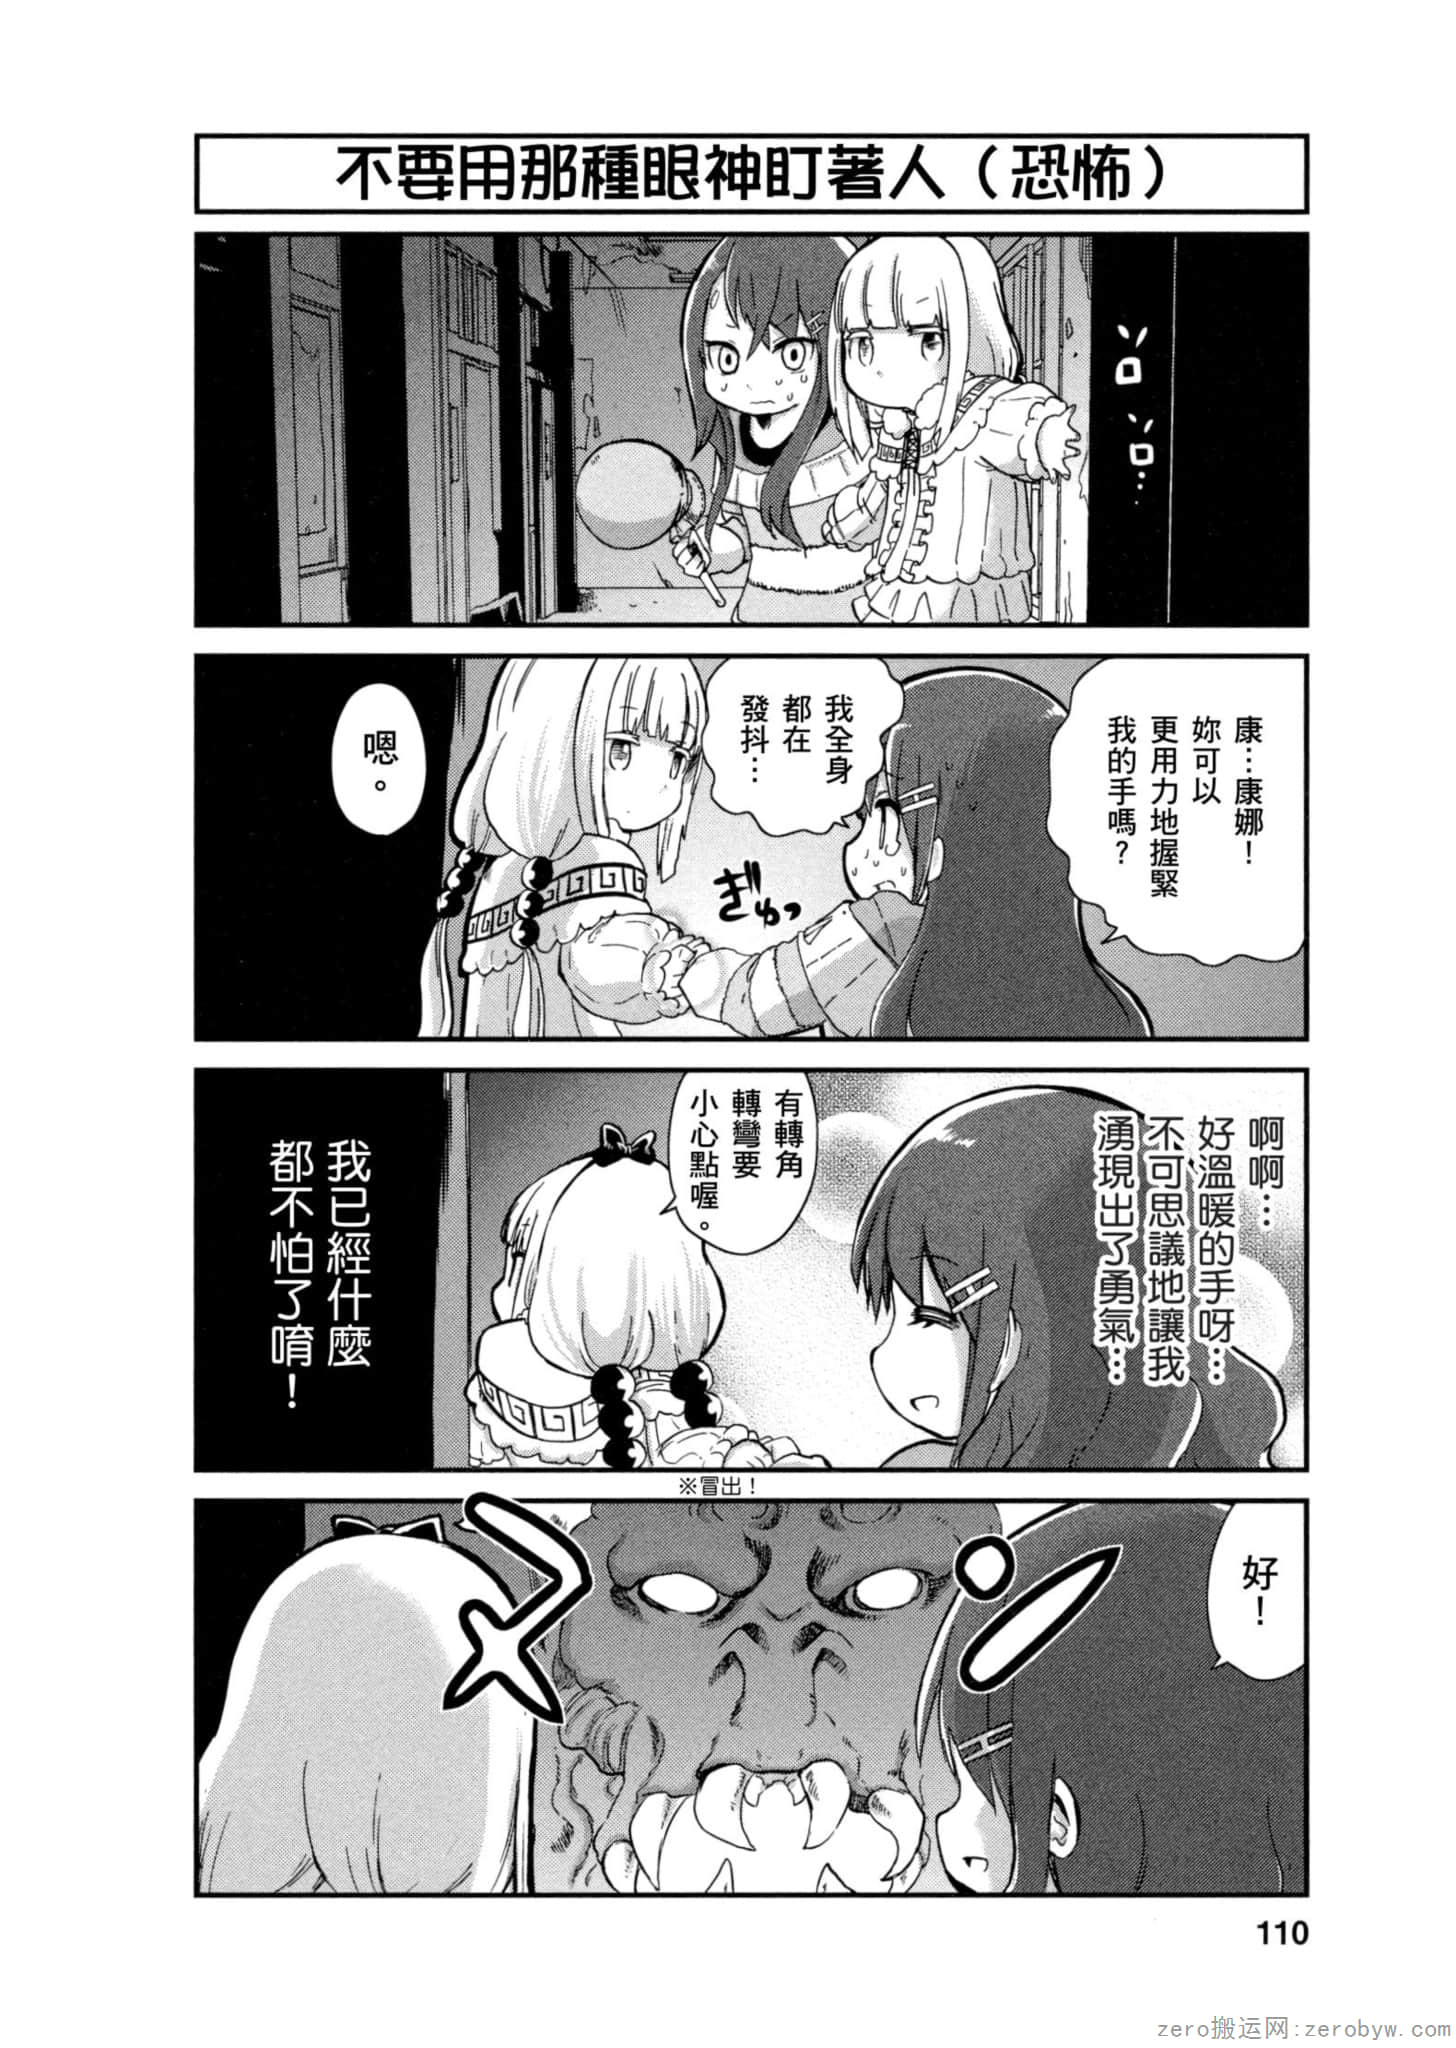 不要用那種眼神盯著人（恐怖）
康…康娜！
妳可以
更用力地握緊
我的手嗎？
我全身
都在
發抖…
ぎゅっ
嗯。
啊啊…
好溫暖的手呀…
不可思議地讓我
湧現出了勇氣…
有轉角
轉彎要
小心點喔。
我已經什麼
都不怕了唷！
※冒出！
好！
ヌッ
110
zero搬运网:zerobyw.com